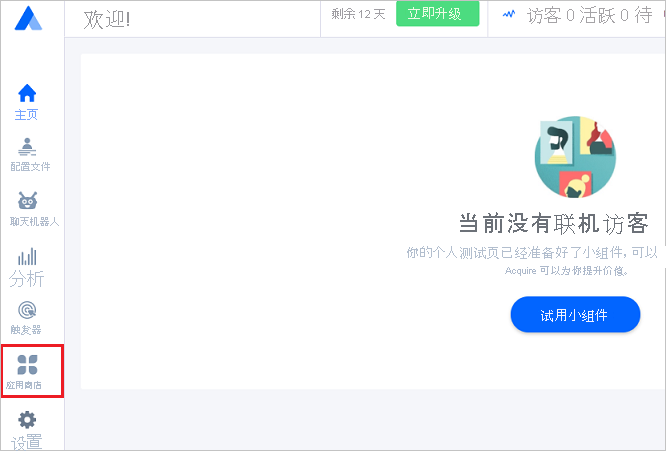 欢迎!
剩余 12 天
立即升级
访客 0 活跃 0 待
主页
配置文件
聊天机器人
分析
触发器
应用商店
设置
当前没有联机访客
你的个人测试页已经准备好了小组件，可以
Acquire 可以为你提升价值。
试用小组件